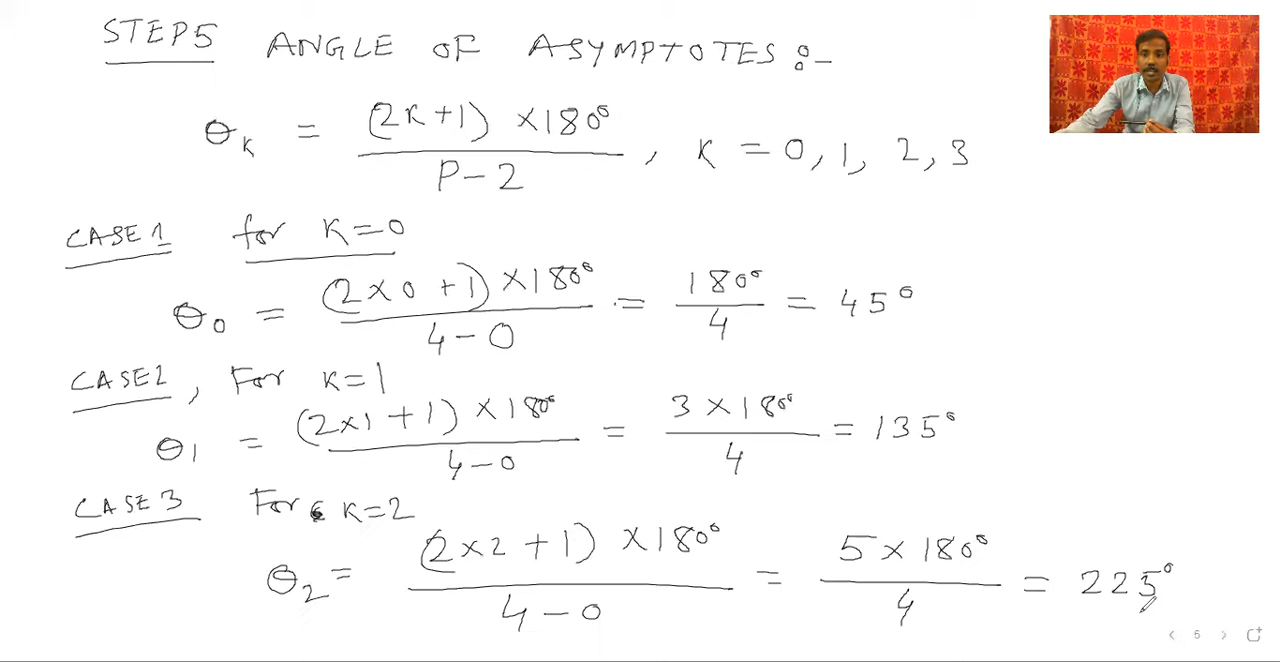 STEP5 ANGLE OF ASYMPTOTES :-
θK = (2K+1) ×180° / P-2 , K = 0, 1, 2, 3
CASE 1 for K=0
θ0 = (2×0 +1) ×180° / 4-0 = 180° / 4 = 45°
CASE2, For K=1
θ1 = (2×1 +1) ×180° / 4-0 = 3 × 180° / 4 = 135°
CASE 3 For K=2
θ2 = (2×2 +1) ×180° / 4-0 = 5 × 180° / 4 = 225°
< 5 >